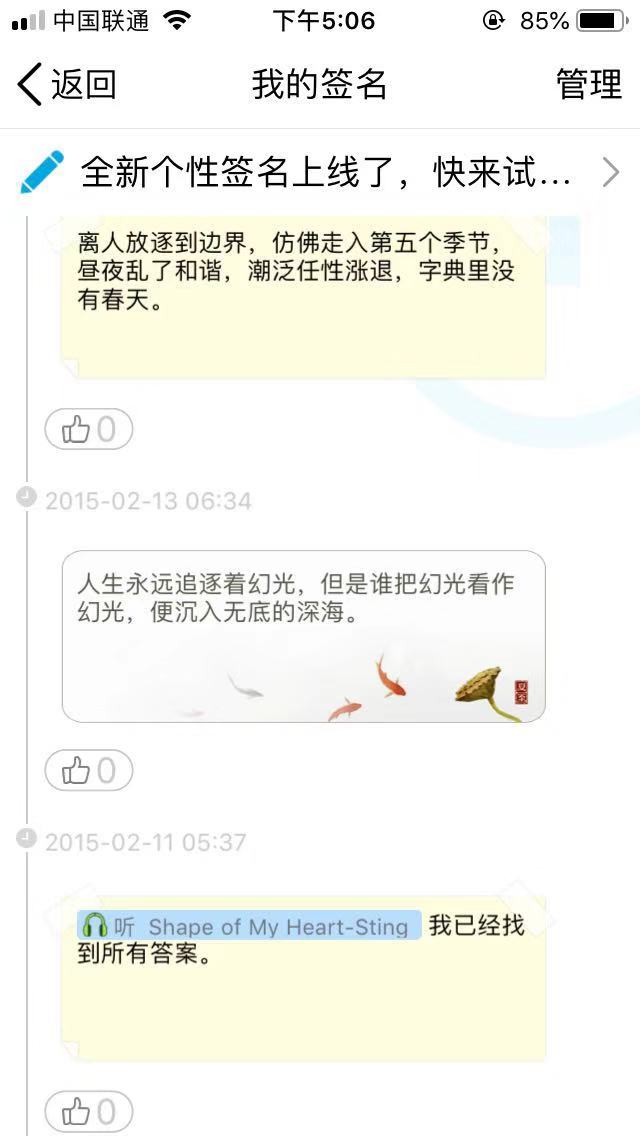 中国联通 下午5:06 85%
返回 我的签名 管理
全新个性签名上线了，快来试…
离人放逐到边界，仿佛走入第五个季节，
昼夜乱了和谐，潮泛任性涨退，字典里没
有春天。
0
2015-02-13 06:34
人生永远追逐着幻光，但是谁把幻光看作
幻光，便沉入无底的深海。
夏至
0
2015-02-11 05:37
听 Shape of My Heart-Sting 我已经找
到所有答案。
0